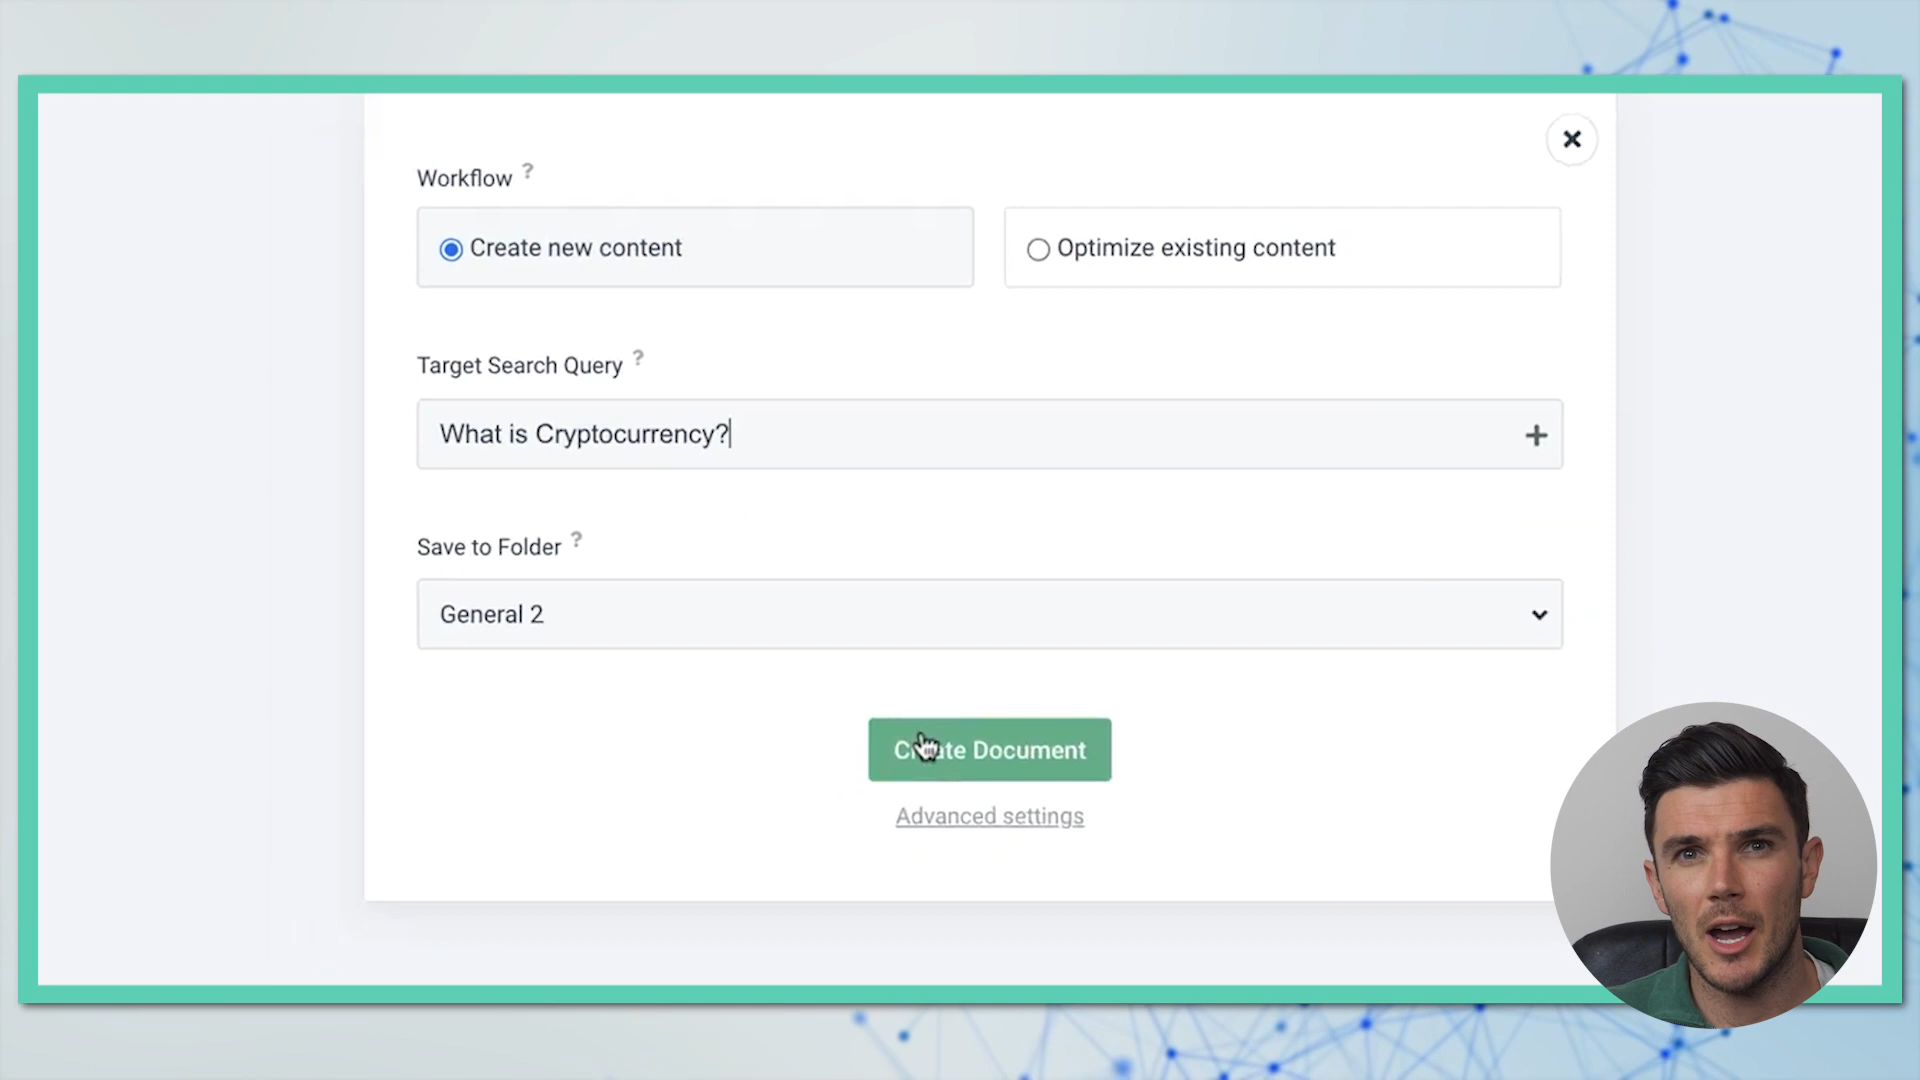 Workflow ?
Create new content
Optimize existing content
Target Search Query ?
What is Cryptocurrency?
Save to Folder ?
General 2
Create Document
Advanced settings